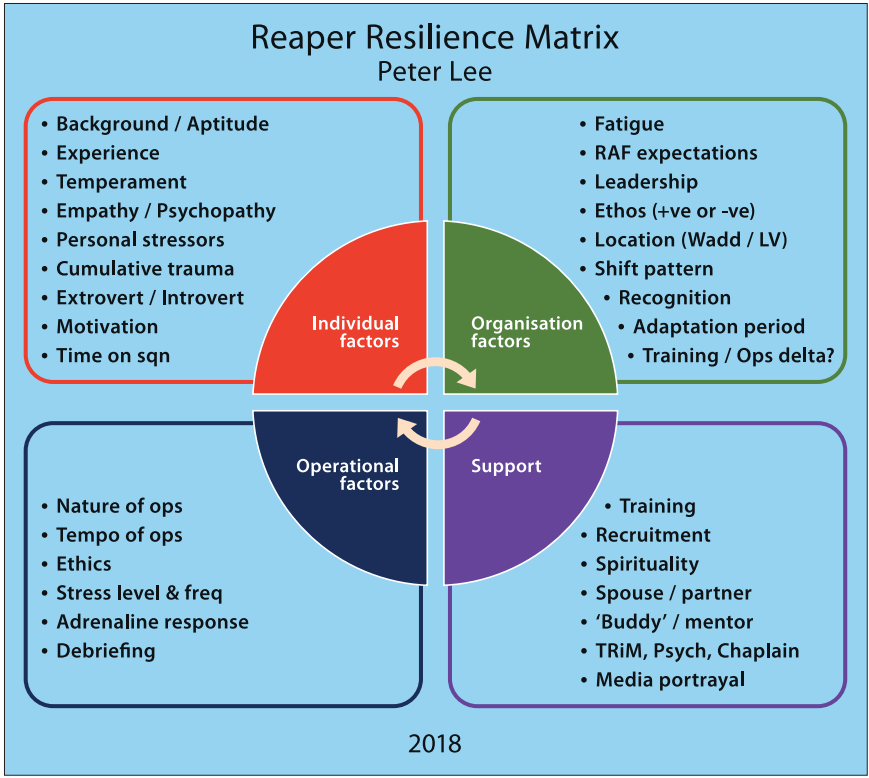 Reaper Resilience Matrix
Peter Lee
• Background / Aptitude
• Experience
• Temperament
• Empathy / Psychopathy
• Personal stressors
• Cumulative trauma
• Extrovert / Introvert
• Motivation
• Time on sqn
Individual
factors
• Fatigue
• RAF expectations
• Leadership
• Ethos (+ve or -ve)
• Location (Wadd / LV)
• Shift pattern
• Recognition
• Adaptation period
• Training / Ops delta?
Organisation
factors
Operational
factors
• Nature of ops
• Tempo of ops
• Ethics
• Stress level & freq
• Adrenaline response
• Debriefing
Support
• Training
• Recruitment
• Spirituality
• Spouse / partner
• ‘Buddy’ / mentor
• TRiM, Psych, Chaplain
• Media portrayal
2018